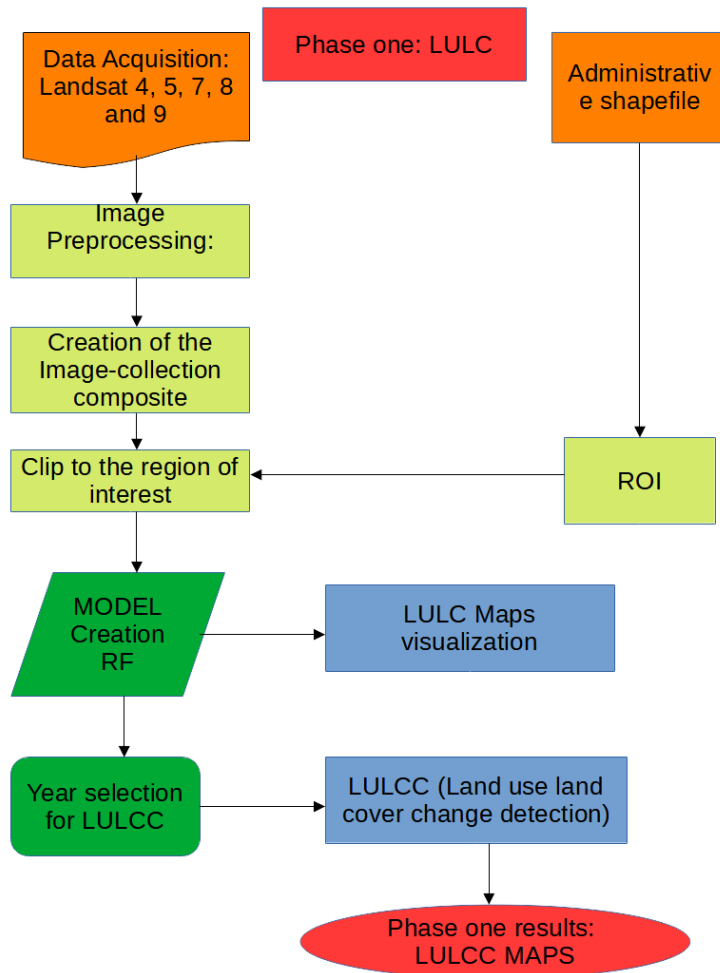 Data Acquisition:
Landsat 4, 5, 7, 8
and 9
Phase one: LULC
Administrativ
e shapefile
Image
Preprocessing:
Creation of the
Image-collection
composite
Clip to the region of
interest
ROI
MODEL
Creation
RF
LULC Maps
visualization
Year selection
for LULCC
LULCC (Land use land
cover change detection)
Phase one results:
LULCC MAPS